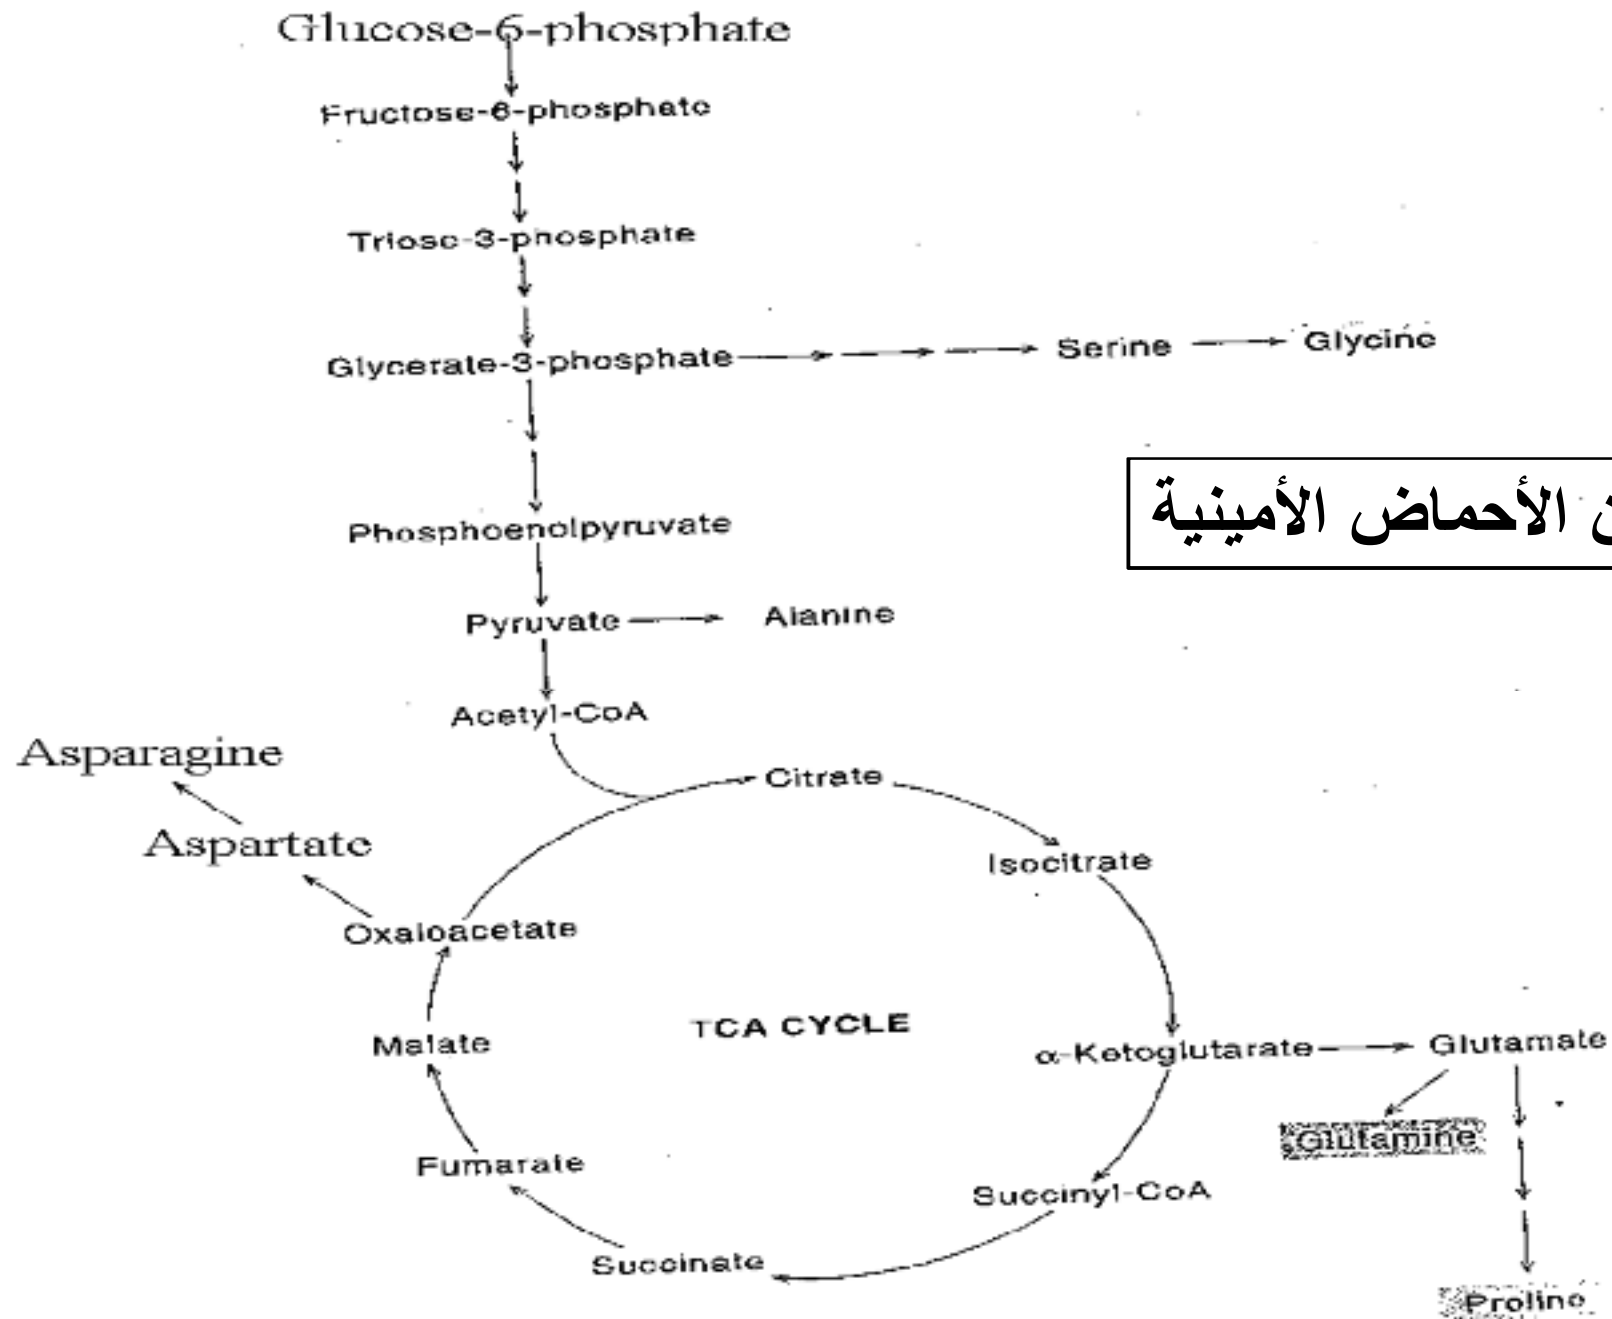 Glucose-6-phosphate
Fructose-6-phosphate
Triose-3-phosphate
Glycerate-3-phosphate
Serine
Glycine
الأحماض الأمينية
Phosphoenolpyruvate
Pyruvate
Alanine
Acetyl-CoA
Asparagine
Citrate
Aspartate
Isocitrate
Oxaloacetate
TCA CYCLE
Malate
α-Ketoglutarate
Glutamate
Glutamine
Fumarate
Succinyl-CoA
Succinate
Proline